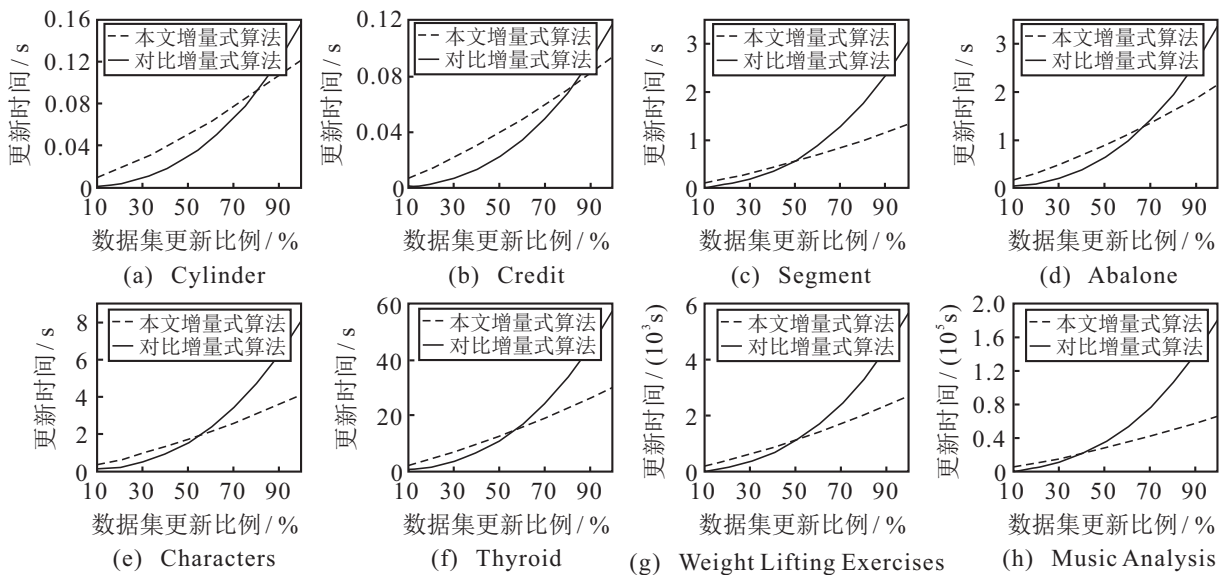 0.16
0.12
0.08
0.04
0
更新时间 / s
本文增量式算法
对比增量式算法
10 30 50 70 90
数据集更新比例 / %
(a) Cylinder
0.12
0.08
0.04
0
更新时间 / s
本文增量式算法
对比增量式算法
10 30 50 70 90
数据集更新比例 / %
(b) Credit
3
2
1
0
更新时间 / s
本文增量式算法
对比增量式算法
10 30 50 70 90
数据集更新比例 / %
(c) Segment
3
2
1
0
更新时间 / s
本文增量式算法
对比增量式算法
10 30 50 70 90
数据集更新比例 / %
(d) Abalone
8
6
4
2
0
更新时间 / s
本文增量式算法
对比增量式算法
10 30 50 70 90
数据集更新比例 / %
(e) Characters
60
40
20
0
更新时间 / s
本文增量式算法
对比增量式算法
10 30 50 70 90
数据集更新比例 / %
(f) Thyroid
6
4
2
0
更新时间 / (10³s)
本文增量式算法
对比增量式算法
10 30 50 70 90
数据集更新比例 / %
(g) Weight Lifting Exercises
2.0
1.6
1.2
0.8
0.4
0
更新时间 / (10⁵s)
本文增量式算法
对比增量式算法
10 30 50 70 90
数据集更新比例 / %
(h) Music Analysis